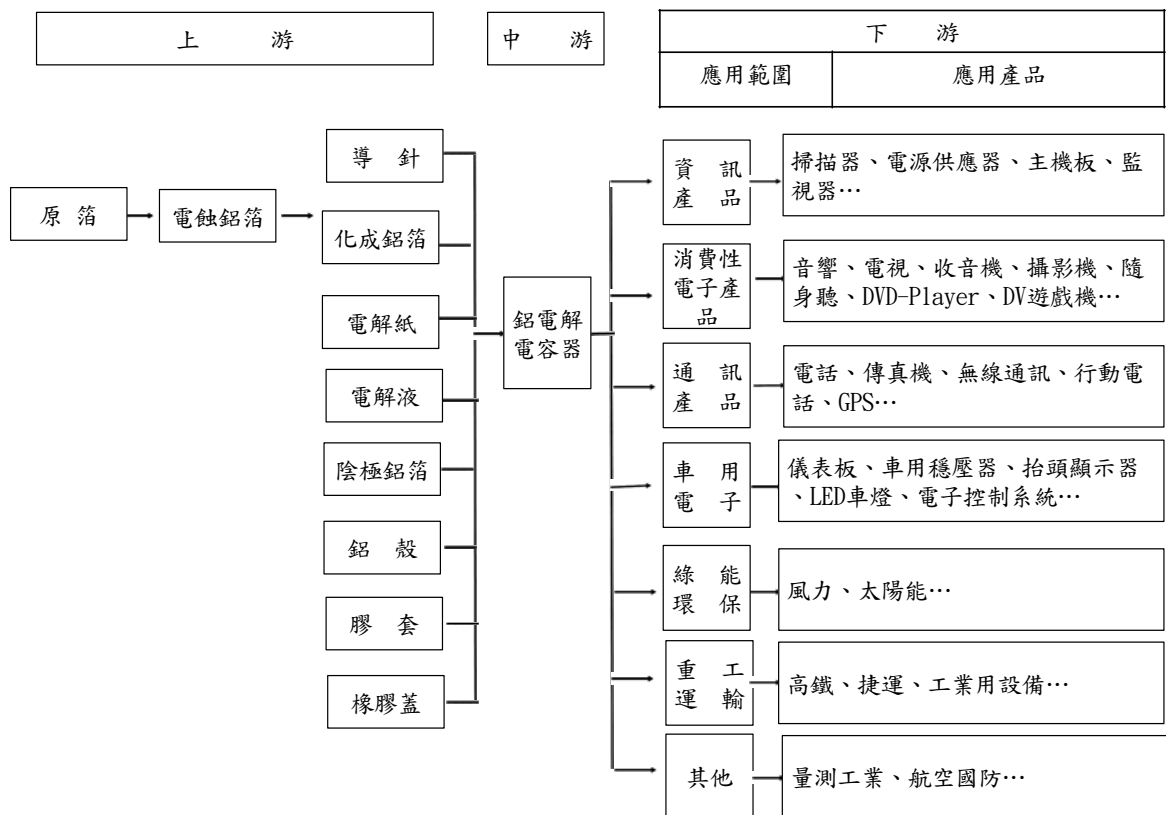 上 游
中 游
下 游
應用範圍
應用產品
原 箔
電蝕鋁箔
導 針
化成鋁箔
電解紙
電解液
陰極鋁箔
鋁 殼
膠 套
橡膠蓋
鋁電解
電容器
資 訊
產 品
掃描器、電源供應器、主機板、監
視器…
消費性
電子產
品
音響、電視、收音機、攝影機、隨
身聽、DVD-Player、DV遊戲機…
通 訊
產 品
電話、傳真機、無線通訊、行動電
話、GPS…
車 用
電 子
儀表板、車用穩壓器、抬頭顯示器
、LED車燈、電子控制系統…
綠 能
環 保
風力、太陽能…
重 工
運 輸
高鐵、捷運、工業用設備…
其他
量測工業、航空國防…